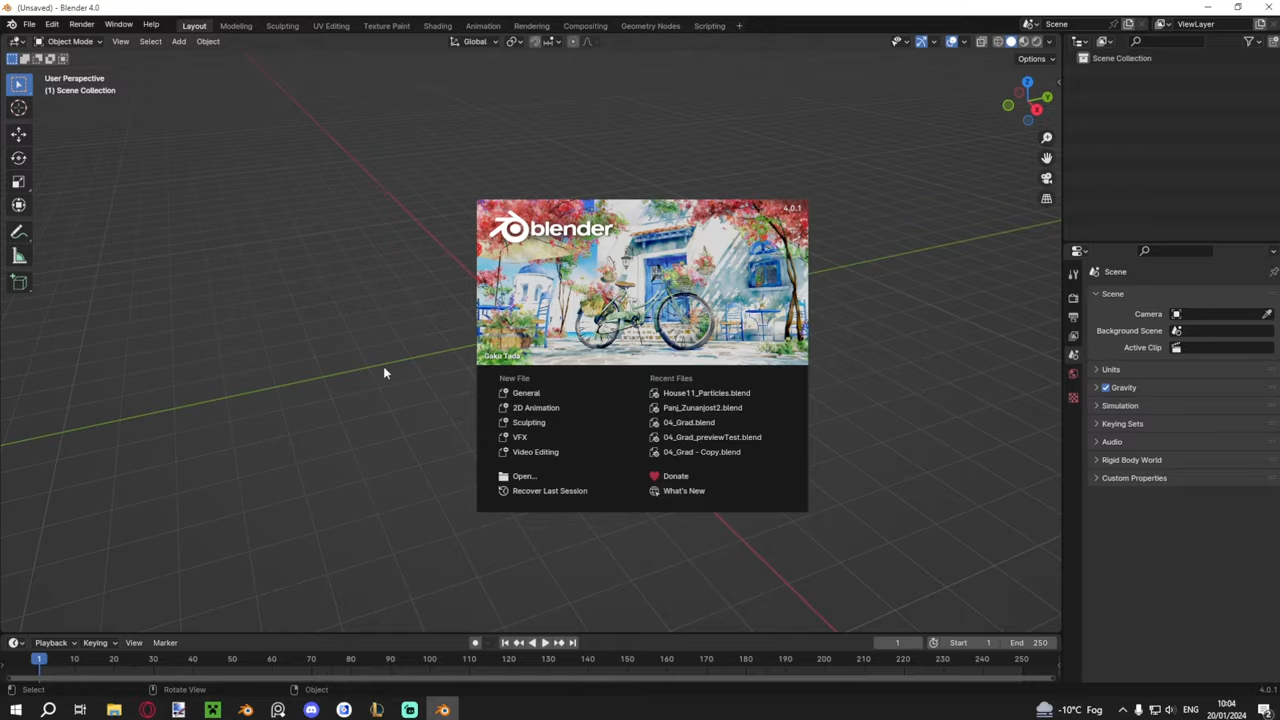 (Unsaved) - Blender 4.0
File Edit Render Window Help Layout Modeling Sculpting UV Editing Texture Paint Shading Animation Rendering Compositing Geometry Nodes Scripting + Scene ViewLayer
Object Mode View Select Add Object Global
Options
User Perspective
(1) Scene Collection
Scene Collection
Z
Y
X
blender
4.0.1
Gaku Tada
New File
General
2D Animation
Sculpting
VFX
Video Editing
Open...
Recover Last Session
Recent Files
House11_Particles.blend
Panj_Zunanjost2.blend
04_Grad.blend
04_Grad_previewTest.blend
04_Grad - Copy.blend
Donate
What's New
Scene
Scene
Camera
Background Scene
Active Clip
Units
Gravity
Simulation
Keying Sets
Audio
Rigid Body World
Custom Properties
Playback Keying View Marker 1 Start 1 End 250
1 10 20 30 40 50 60 70 80 90 100 110 120 130 140 150 160 170 180 190 200 210 220 230 240 250
Select Rotate View Object 4.0.1
-10°C Fog 10:04
20/01/2024